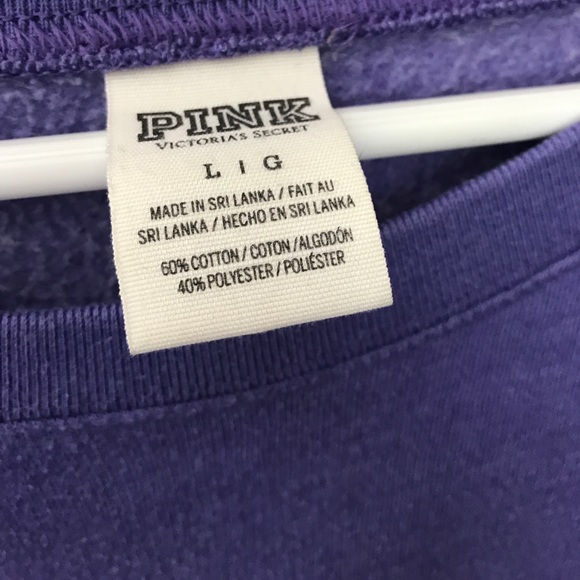 PINK
VICTORIA'S SECRET
L | G
MADE IN SRI LANKA / FAIT AU
SRI LANKA / HECHO EN SRI LANKA
60% COTTON / COTON / ALGODÓN
40% POLYESTER / POLIÉSTER